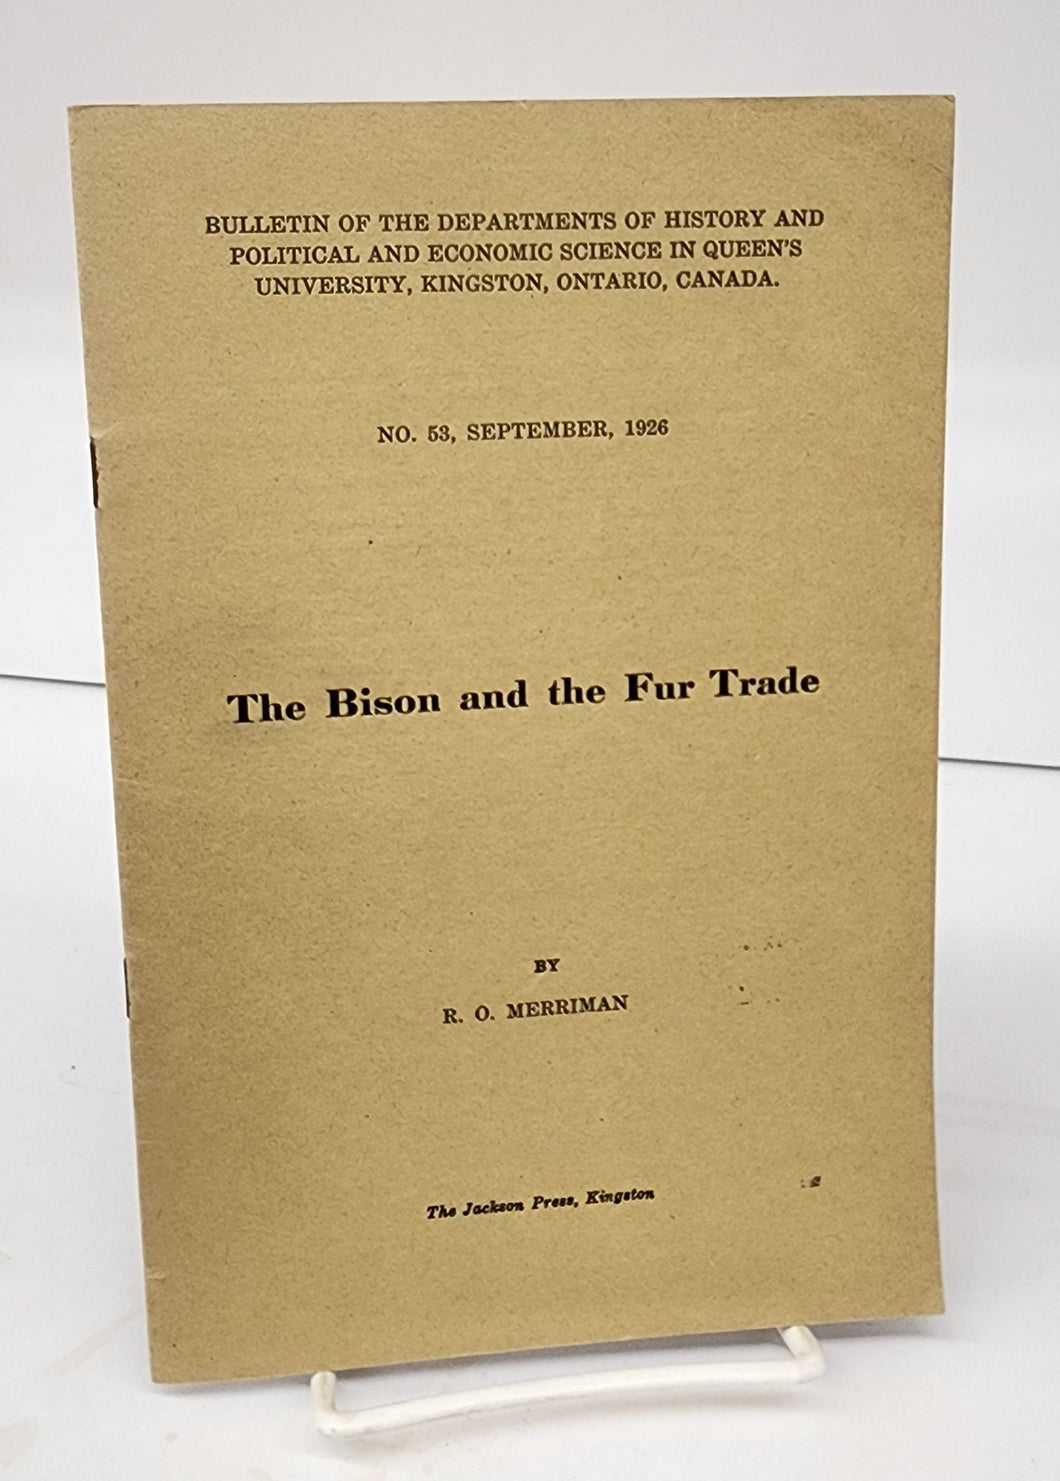 BULLETIN OF THE DEPARTMENTS OF HISTORY AND
POLITICAL AND ECONOMIC SCIENCE IN QUEEN'S
UNIVERSITY, KINGSTON, ONTARIO, CANADA.
NO. 53, SEPTEMBER, 1926
The Bison and the Fur Trade
BY
R. O. MERRIMAN
The Jackson Press, Kingston